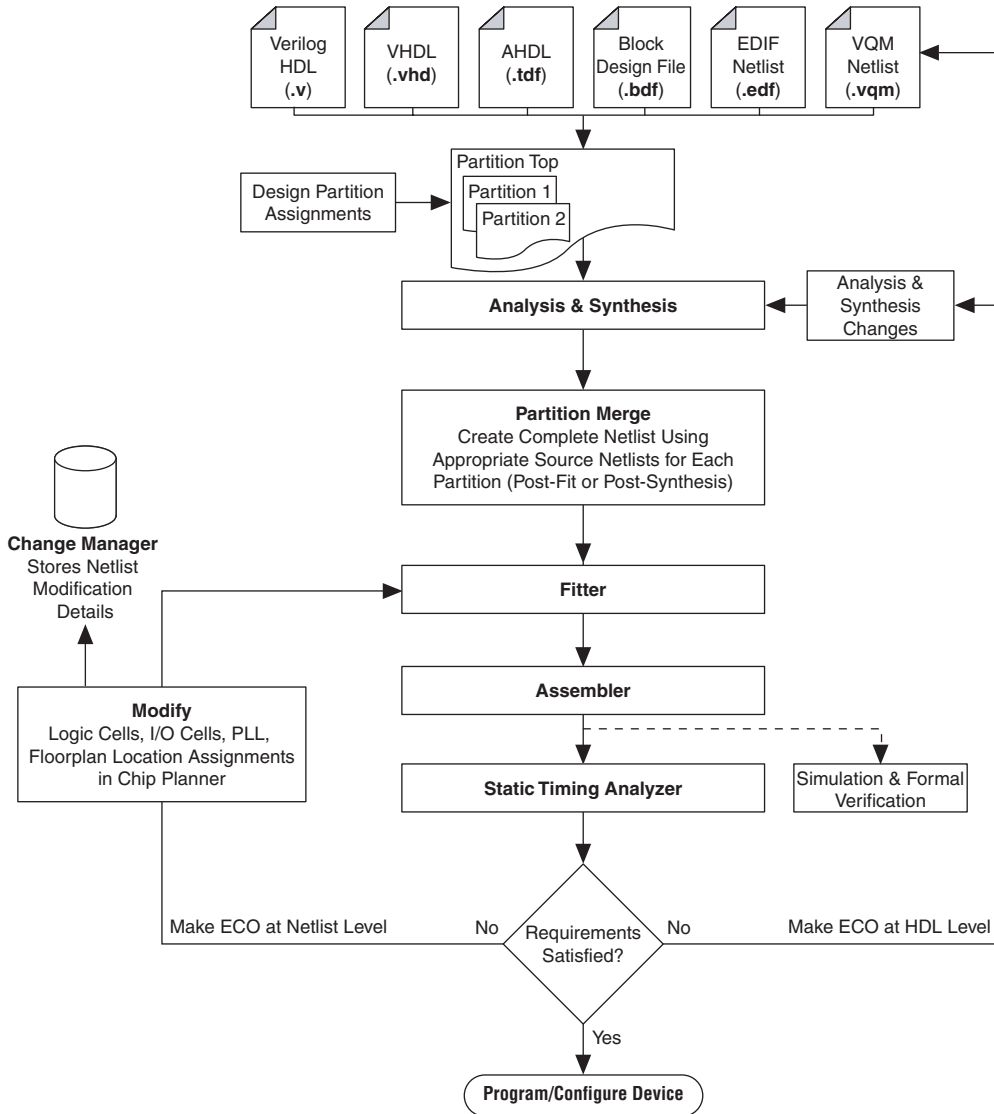 Verilog
HDL
(.v)
VHDL
(.vhd)
AHDL
(.tdf)
Block
Design File
(.bdf)
EDIF
Netlist
(.edf)
VQM
Netlist
(.vqm)
Partition Top
Partition 1
Partition 2
Design Partition
Assignments
Analysis & Synthesis
Analysis &
Synthesis
Changes
Partition Merge
Create Complete Netlist Using
Appropriate Source Netlists for Each
Partition (Post-Fit or Post-Synthesis)
Change Manager
Stores Netlist
Modification
Details
Fitter
Assembler
Modify
Logic Cells, I/O Cells, PLL,
Floorplan Location Assignments
in Chip Planner
Static Timing Analyzer
Simulation & Formal
Verification
Make ECO at Netlist Level
No
Requirements
Satisfied?
No
Make ECO at HDL Level
Yes
Program/Configure Device